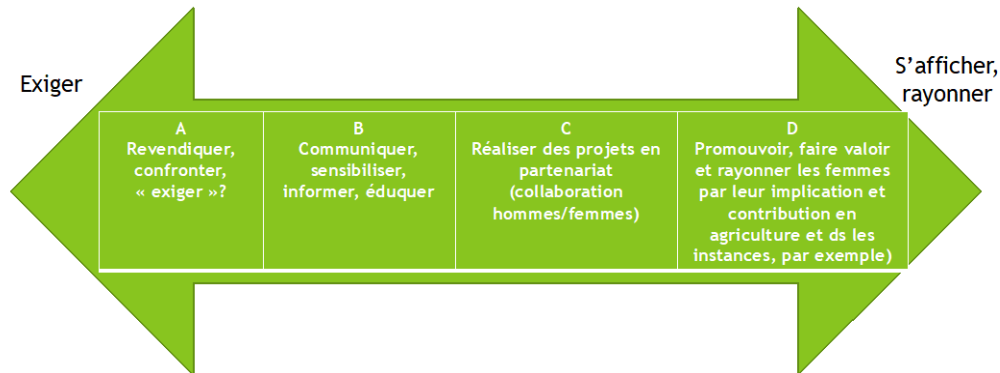 Exiger
S'afficher,
rayonner
A
Revendiquer,
confronter,
« exiger »?
B
Communiquer,
sensibiliser,
informer, éduquer
C
Réaliser des projets en
partenariat
(collaboration
hommes/femmes)
D
Promouvoir, faire valoir
et rayonner les femmes
par leur implication et
contribution en
agriculture et ds les
instances, par exemple)